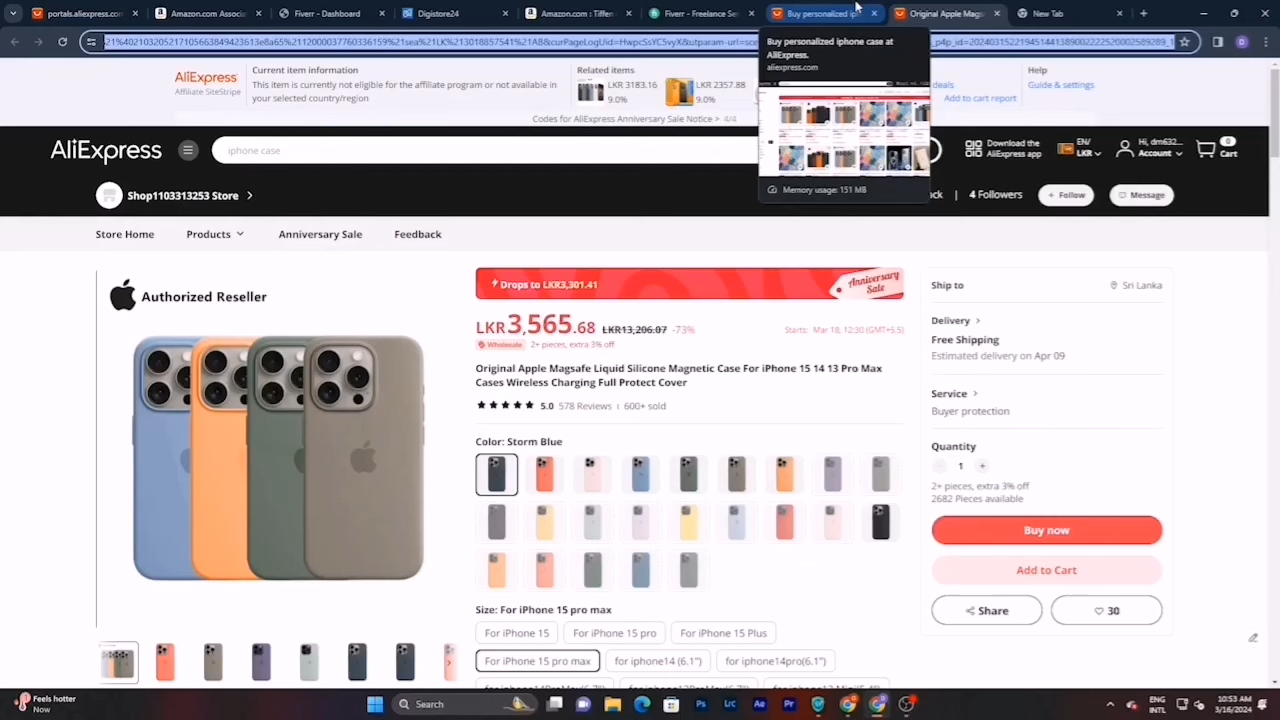 portals.aliexpress
Amazon.com Associ
Fiverr - Dashboard
Digistore24
Amazon.com : Tiffen
Fiverr - Freelance Se
Buy personalized ip
Original Apple Mag
New Tab
Buy personalized iphone case at
AliExpress.
aliexpress.com
Memory usage: 151 MB
AliExpress
Affiliate SiteStripe
Current item information
This item is currently not eligible for the affiliate program or not available in
your selected country/region
Related items
LKR 3183.16
9.0%
LKR 2357.88
9.0%
deals
Add to cart report
Help
Guide & settings
Codes for AliExpress Anniversary Sale Notice > 4/4
iphone case
Download the
AliExpress app
EN/
LKR
Hi, dm632...
Account
0
Cart
Shop1103313253 Store
4 Followers
+ Follow
Message
Store Home
Products
Anniversary Sale
Feedback
Authorized Reseller
Drops to LKR3,301.41
Anniversary
Sale
LKR3,565.68 LKR13,206.07 -73%
Starts: Mar 18, 12:30 (GMT+5.5)
Wholesale
2+ pieces, extra 3% off
Original Apple Magsafe Liquid Silicone Magnetic Case For iPhone 15 14 13 Pro Max
Cases Wireless Charging Full Protect Cover
5.0 578 Reviews | 600+ sold
Color: Storm Blue
Size: For iPhone 15 pro max
For iPhone 15
For iPhone 15 pro
For iPhone 15 Plus
For iPhone 15 pro max
for iphone14 (6.1")
for iphone14pro(6.1")
Ship to
Sri Lanka
Delivery >
Free Shipping
Estimated delivery on Apr 09
Service >
Buyer protection
Quantity
- 1 +
2+ pieces, extra 3% off
2682 Pieces available
Buy now
Add to Cart
Share
30
Feels hotter
Now
Search
Ps
Lrc
Ae
Pr
ENG
INTL
10:53 AM
3/16/2024